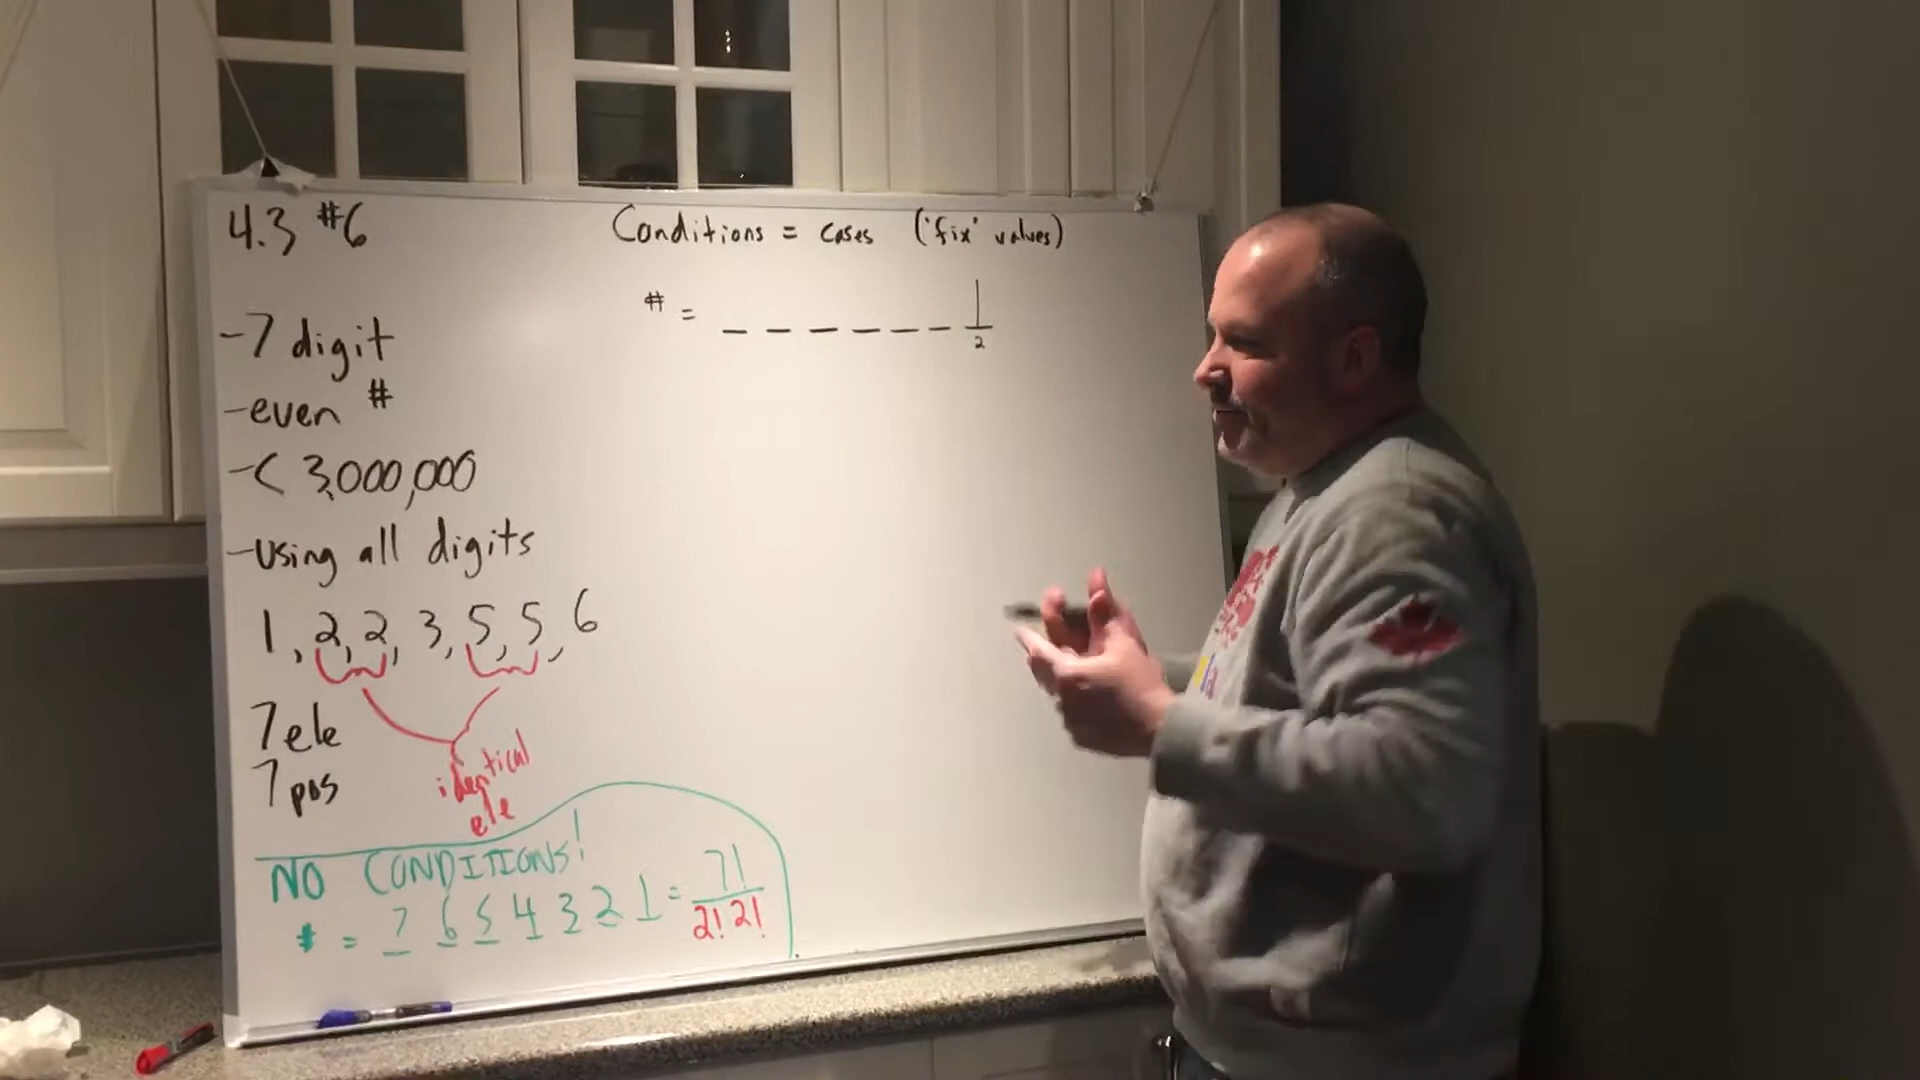 4.3 #6
Conditions = cases ('fix' values)
# = _ _ _ _ _ _ 1
2
-7 digit
-even #
-< 3,000,000
-using all digits
1, 2, 2, 3, 5, 5, 6
7 ele
7 pos
identical
ele
NO CONDITIONS!
# = 7 6 5 4 3 2 1 = 7!
2! 2!